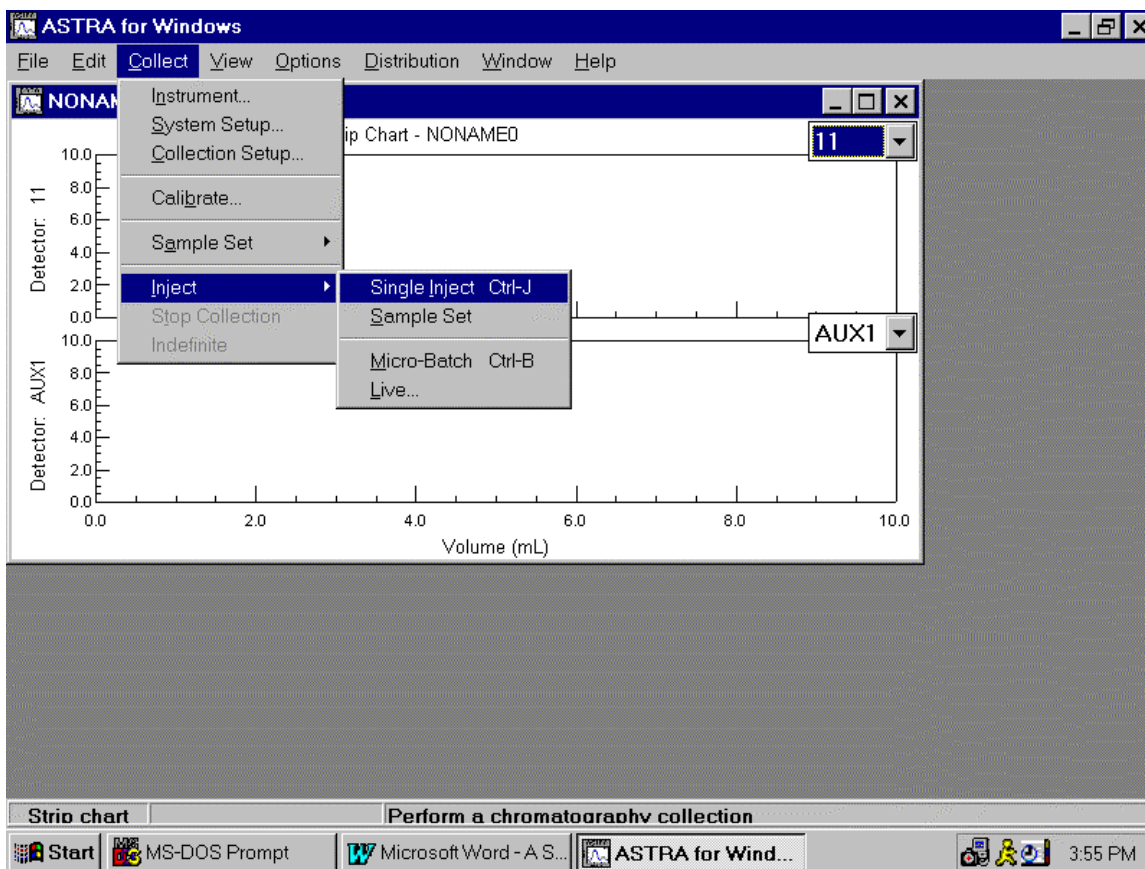 ASTRA for Windows
File Edit Collect View Options Distribution Window Help
NONAM
Instrument...
System Setup...
Collection Setup...
Calibrate...
Sample Set
Inject
Stop Collection
Indefinite
Single Inject Ctrl-J
Sample Set
Micro-Batch Ctrl-B
Live...
ip Chart - NONAME0
11
Detector: 11
10.0
8.0
6.0
4.0
2.0
0.0
AUX1
Detector: AUX1
10.0
8.0
6.0
4.0
2.0
0.0
0.0 2.0 4.0 6.0 8.0 10.0
Volume (mL)
Strip chart Perform a chromatography collection
Start MS-DOS Prompt Microsoft Word - A S... ASTRA for Wind... 3:55 PM